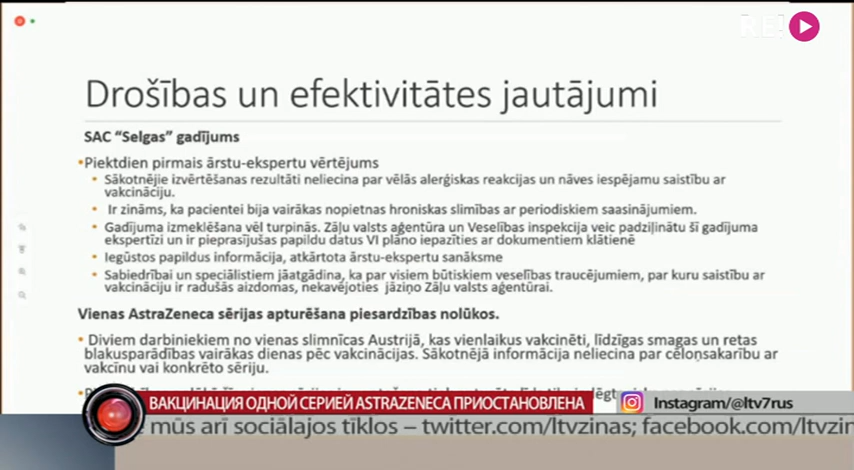 RE!
Drošības un efektivitātes jautājumi
SAC “Selgas” gadījums
•Piektdien pirmais ārstu-ekspertu vērtējums
• Sākotnējie izvērtēšanas rezultāti neliecina par vēlās alerģiskas reakcijas un nāves iespējamu saistību ar
vakcināciju.
• Ir zināms, ka pacientei bija vairākas nopietnas hroniskas slimības ar periodiskiem saasinājumiem.
• Gadījuma izmeklēšana vēl turpinās. Zāļu valsts aģentūra un Veselības inspekcija veic padziļinātu šī gadījuma
ekspertīzi un ir pieprasījušas papildu datus VI plāno iepazīties ar dokumentiem klātienē
• Iegūstos papildus informācija, atkārtota ārstu-ekspertu sanāksme
• Sabiedrībai un speciālistiem jāatgādina, ka par visiem būtiskiem veselības traucējumiem, par kuru saistību ar
vakcināciju ir radušās aizdomas, nekavējoties jāziņo Zāļu valsts aģentūrai.
Vienas AstraZeneca sērijas apturēšana piesardzības nolūkos.
• Diviem darbiniekiem no vienas slimnīcas Austrijā, kas vienlaikus vakcinēti, līdzīgas smagas un retas
blakusparādības vairākas dienas pēc vakcinācijas. Sākotnējā informācija neliecina par cēloņsakarību ar
vakcīnu vai konkrēto sēriju.
ВАКЦИНАЦИЯ ОДНОЙ СЕРИЕЙ ASTRAZENECA ПРИОСТАНОВЛЕНА
Instagram/@ltv7rus
mūs arī sociālajos tīklos – twitter.com/ltvzinas; facebook.com/ltvzin